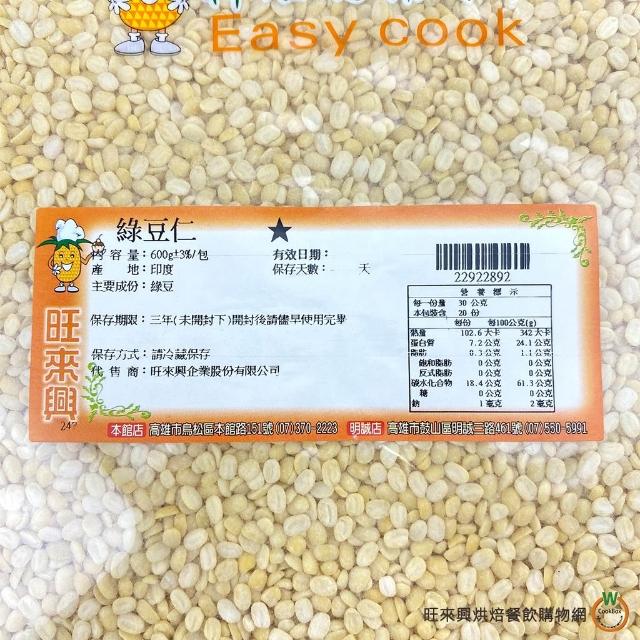 Easy cook
綠豆仁 ★
內容量：600g±3%/包 有效日期：
產 地：印度 保存天數： 天
主要成份：綠豆
保存期限：三年(未開封下)開封後請儘早使用完畢
保存方式：請冷藏保存
代售商：旺來興企業股份有限公司
旺來興
22922892
營養標示
每一份量 30 公克
本包裝含 20 份
每份 每100公克(g)
熱量 102.6 大卡 342 大卡
蛋白質 7.2 公克 24.1 公克
脂肪 0.3 公克 1.1 公克
飽和脂肪 0 公克 0 公克
反式脂肪 0 公克 0 公克
碳水化合物 18.4 公克 61.3 公克
糖 0 公克 0 公克
鈉 1 毫克 2 毫克
本館店 高雄市鳥松區本館路151號 (07)370-2223 明誠店 高雄市鼓山區明誠二路461號 (07)550-5991
旺來興烘焙餐飲購物網
CookBox